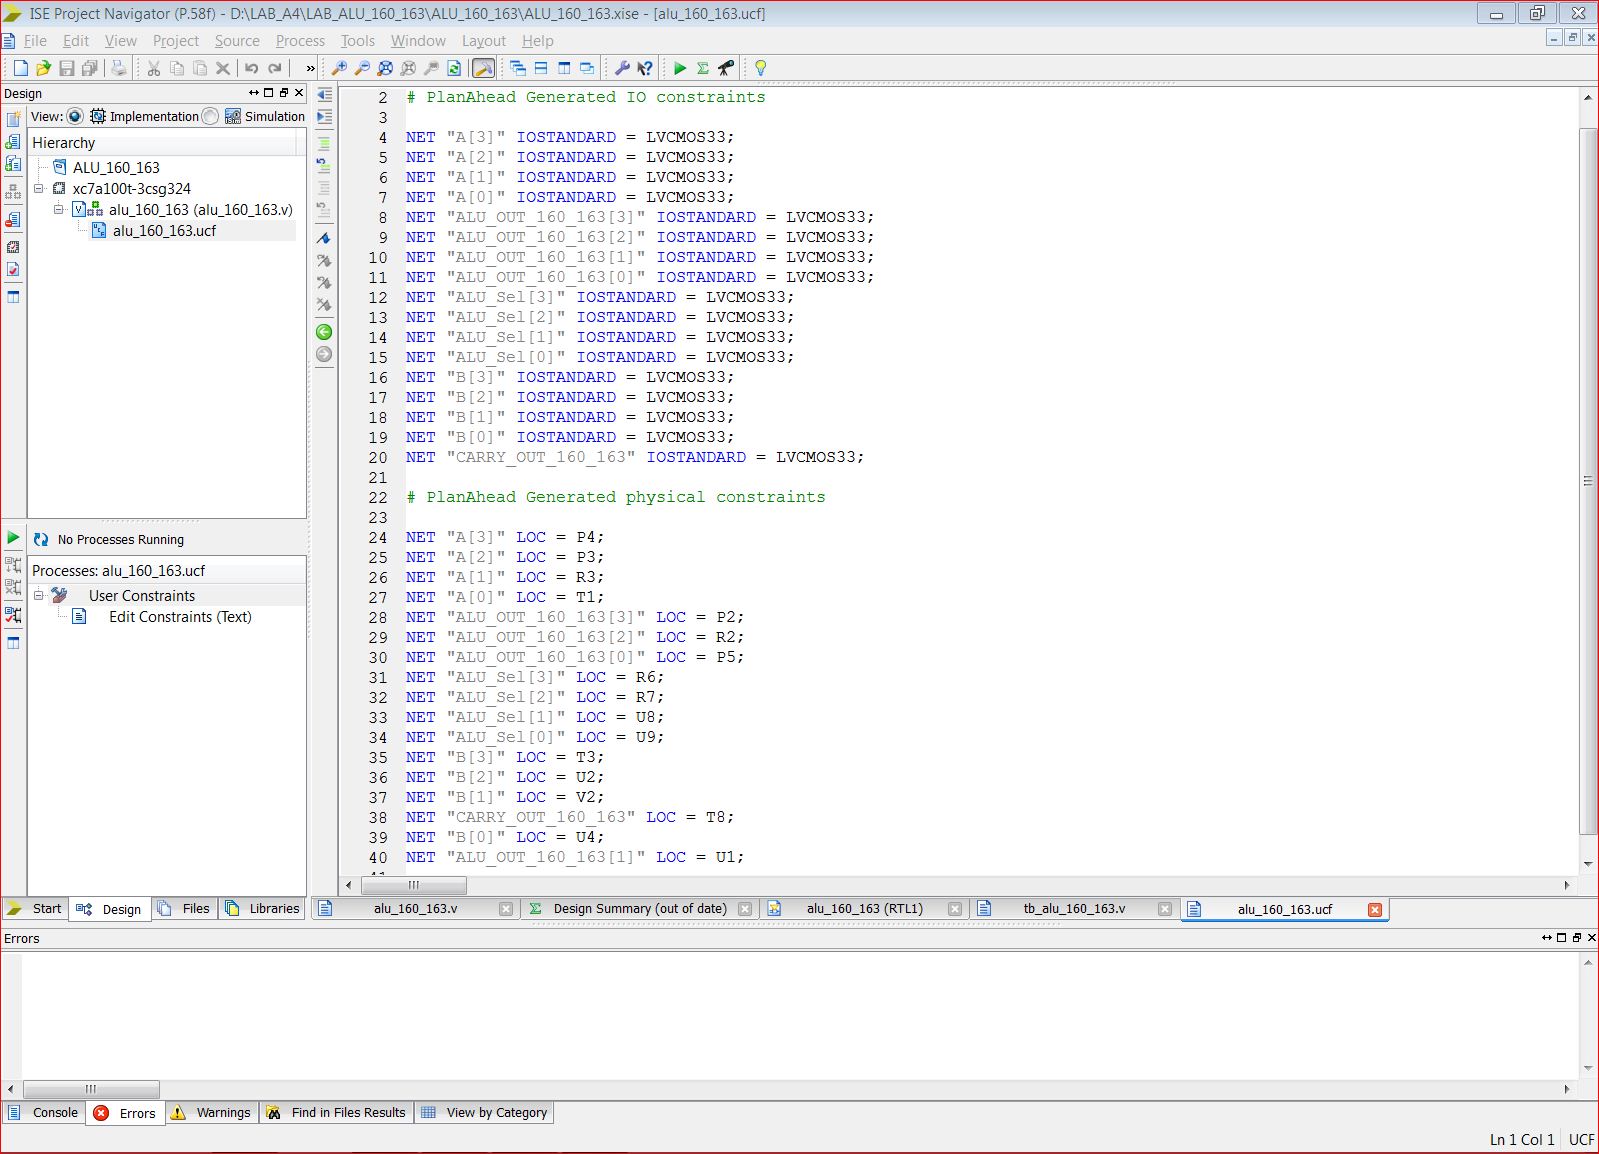 ISE Project Navigator (P.58f) - D:\LAB_A4\LAB_ALU_160_163\ALU_160_163\ALU_160_163.xise - [alu_160_163.ucf]
File Edit View Project Source Process Tools Window Layout Help
»
Design
View: Implementation Simulation
Hierarchy
ALU_160_163
xc7a100t-3csg324
alu_160_163 (alu_160_163.v)
alu_160_163.ucf
No Processes Running
Processes: alu_160_163.ucf
User Constraints
Edit Constraints (Text)
Start Design Files Libraries
2 # PlanAhead Generated IO constraints
3
4 NET "A[3]" IOSTANDARD = LVCMOS33;
5 NET "A[2]" IOSTANDARD = LVCMOS33;
6 NET "A[1]" IOSTANDARD = LVCMOS33;
7 NET "A[0]" IOSTANDARD = LVCMOS33;
8 NET "ALU_OUT_160_163[3]" IOSTANDARD = LVCMOS33;
9 NET "ALU_OUT_160_163[2]" IOSTANDARD = LVCMOS33;
10 NET "ALU_OUT_160_163[1]" IOSTANDARD = LVCMOS33;
11 NET "ALU_OUT_160_163[0]" IOSTANDARD = LVCMOS33;
12 NET "ALU_Sel[3]" IOSTANDARD = LVCMOS33;
13 NET "ALU_Sel[2]" IOSTANDARD = LVCMOS33;
14 NET "ALU_Sel[1]" IOSTANDARD = LVCMOS33;
15 NET "ALU_Sel[0]" IOSTANDARD = LVCMOS33;
16 NET "B[3]" IOSTANDARD = LVCMOS33;
17 NET "B[2]" IOSTANDARD = LVCMOS33;
18 NET "B[1]" IOSTANDARD = LVCMOS33;
19 NET "B[0]" IOSTANDARD = LVCMOS33;
20 NET "CARRY_OUT_160_163" IOSTANDARD = LVCMOS33;
21
22 # PlanAhead Generated physical constraints
23
24 NET "A[3]" LOC = P4;
25 NET "A[2]" LOC = P3;
26 NET "A[1]" LOC = R3;
27 NET "A[0]" LOC = T1;
28 NET "ALU_OUT_160_163[3]" LOC = P2;
29 NET "ALU_OUT_160_163[2]" LOC = R2;
30 NET "ALU_OUT_160_163[0]" LOC = P5;
31 NET "ALU_Sel[3]" LOC = R6;
32 NET "ALU_Sel[2]" LOC = R7;
33 NET "ALU_Sel[1]" LOC = U8;
34 NET "ALU_Sel[0]" LOC = U9;
35 NET "B[3]" LOC = T3;
36 NET "B[2]" LOC = U2;
37 NET "B[1]" LOC = V2;
38 NET "CARRY_OUT_160_163" LOC = T8;
39 NET "B[0]" LOC = U4;
40 NET "ALU_OUT_160_163[1]" LOC = U1;
alu_160_163.v Design Summary (out of date) alu_160_163 (RTL1) tb_alu_160_163.v alu_160_163.ucf
Errors
Console Errors Warnings Find in Files Results View by Category
Ln 1 Col 1 UCF